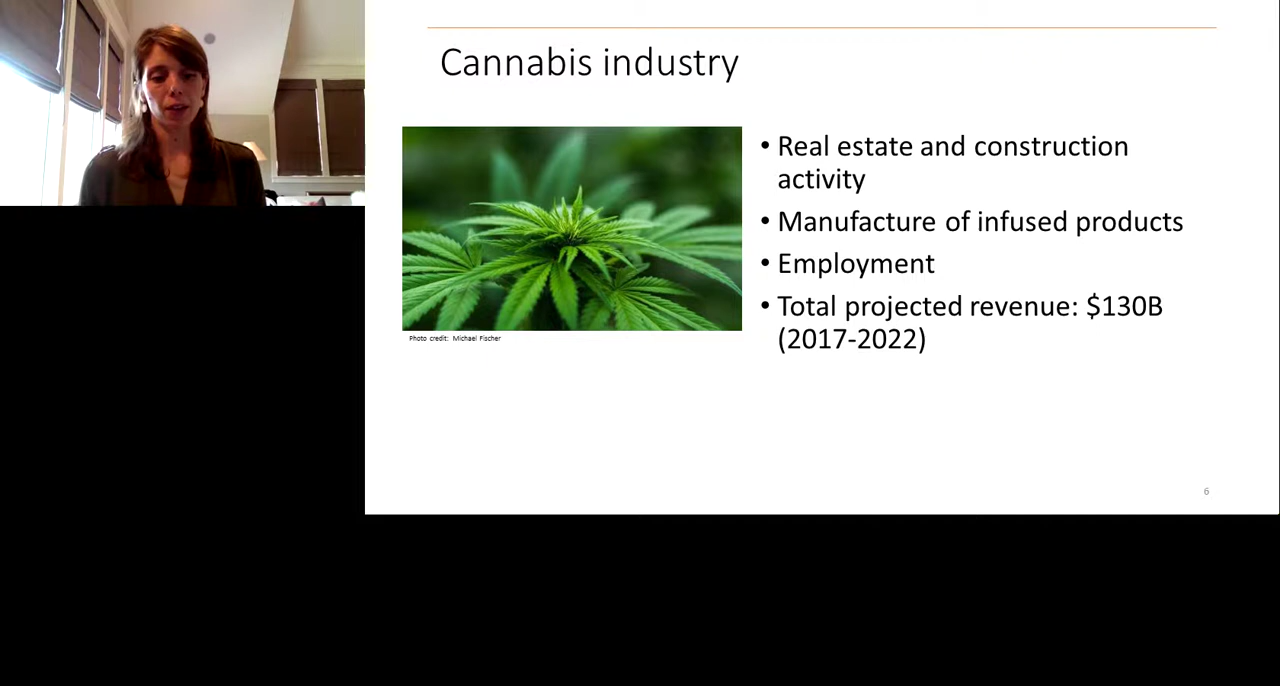 Cannabis industry
• Real estate and construction
activity
• Manufacture of infused products
• Employment
• Total projected revenue: $130B
(2017-2022)
Photo credit: Michael Fischer
6